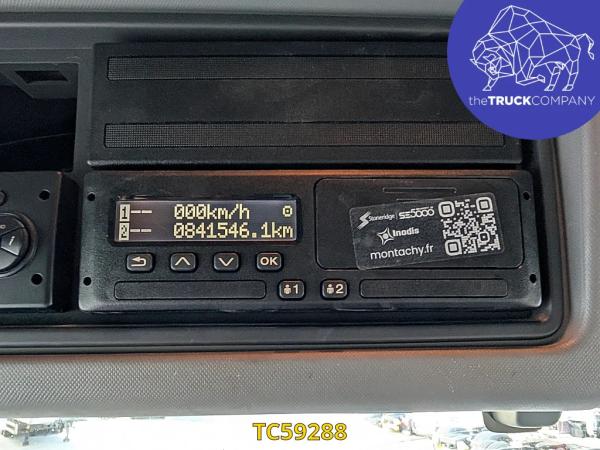 theTRUCKCOMPANY
1 -- 000km/h
2 -- 0841546.1km
Stoneridge SE5000
Inodis
montachy.fr
OK
1 2
TC59288